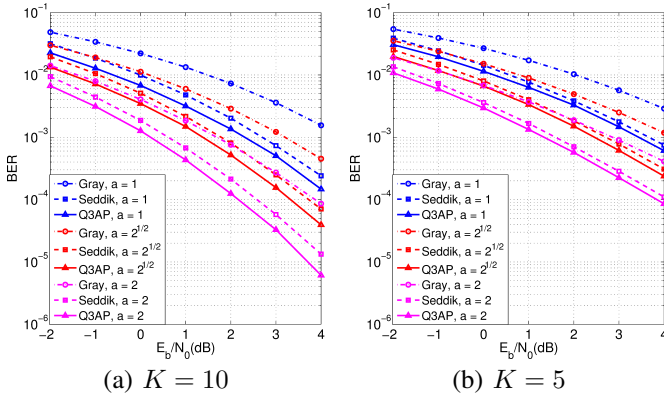 10^{-1}
10^{-2}
10^{-3}
10^{-4}
10^{-5}
10^{-6}
BER
Gray, a = 1
Seddik, a = 1
Q3AP, a = 1
Gray, a = 2^{1/2}
Seddik, a = 2^{1/2}
Q3AP, a = 2^{1/2}
Gray, a = 2
Seddik, a = 2
Q3AP, a = 2
−2 −1 0 1 2 3 4
E_b/N_0(dB)
(a) K = 10
10^{-1}
10^{-2}
10^{-3}
10^{-4}
10^{-5}
10^{-6}
BER
Gray, a = 1
Seddik, a = 1
Q3AP, a = 1
Gray, a = 2^{1/2}
Seddik, a = 2^{1/2}
Q3AP, a = 2^{1/2}
Gray, a = 2
Seddik, a = 2
Q3AP, a = 2
−2 −1 0 1 2 3 4
E_b/N_0(dB)
(b) K = 5